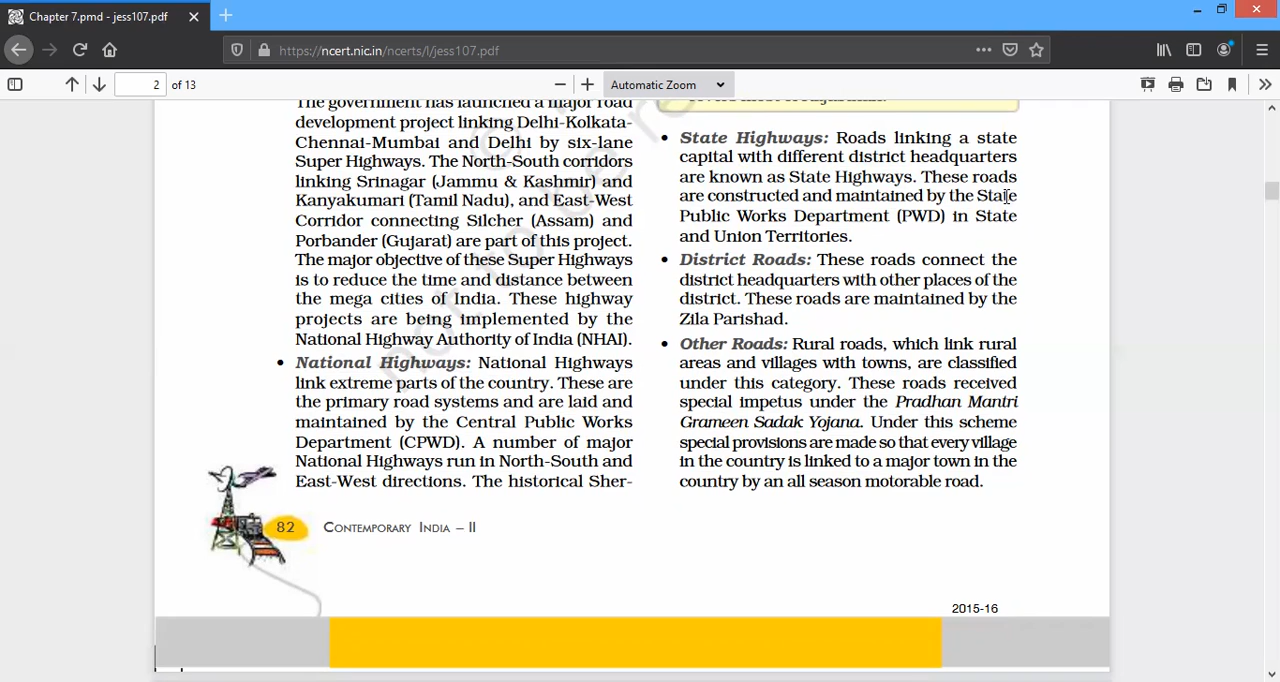 Chapter 7.pmd - jess107.pdf
https://ncert.nic.in/ncerts/l/jess107.pdf
2 of 13
Automatic Zoom
The government has launched a major road
development project linking Delhi-Kolkata-
Chennai-Mumbai and Delhi by six-lane
Super Highways. The North-South corridors
linking Srinagar (Jammu & Kashmir) and
Kanyakumari (Tamil Nadu), and East-West
Corridor connecting Silcher (Assam) and
Porbander (Gujarat) are part of this project.
The major objective of these Super Highways
is to reduce the time and distance between
the mega cities of India. These highway
projects are being implemented by the
National Highway Authority of India (NHAI).
• National Highways: National Highways
link extreme parts of the country. These are
the primary road systems and are laid and
maintained by the Central Public Works
Department (CPWD). A number of major
National Highways run in North-South and
East-West directions. The historical Sher-
• State Highways: Roads linking a state
capital with different district headquarters
are known as State Highways. These roads
are constructed and maintained by the State
Public Works Department (PWD) in State
and Union Territories.
• District Roads: These roads connect the
district headquarters with other places of the
district. These roads are maintained by the
Zila Parishad.
• Other Roads: Rural roads, which link rural
areas and villages with towns, are classified
under this category. These roads received
special impetus under the Pradhan Mantri
Grameen Sadak Yojana. Under this scheme
special provisions are made so that every village
in the country is linked to a major town in the
country by an all season motorable road.
82 Contemporary India – II
2015-16